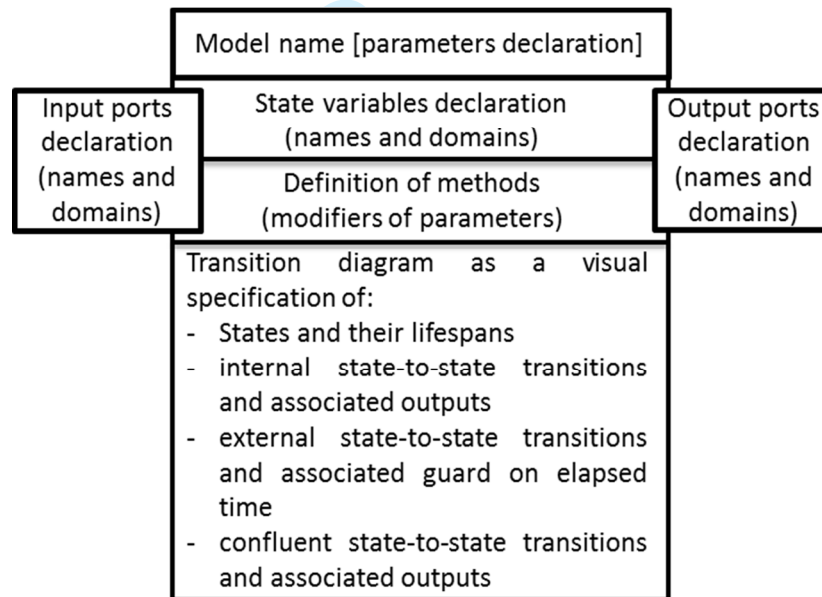 Model name [parameters declaration]
Input ports
declaration
(names and
domains)
State variables declaration
(names and domains)
Output ports
declaration
(names and
domains)
Definition of methods
(modifiers of parameters)
Transition diagram as a visual
specification of:
- States and their lifespans
- internal state-to-state transitions
and associated outputs
- external state-to-state transitions
and associated guard on elapsed
time
- confluent state-to-state transitions
and associated outputs